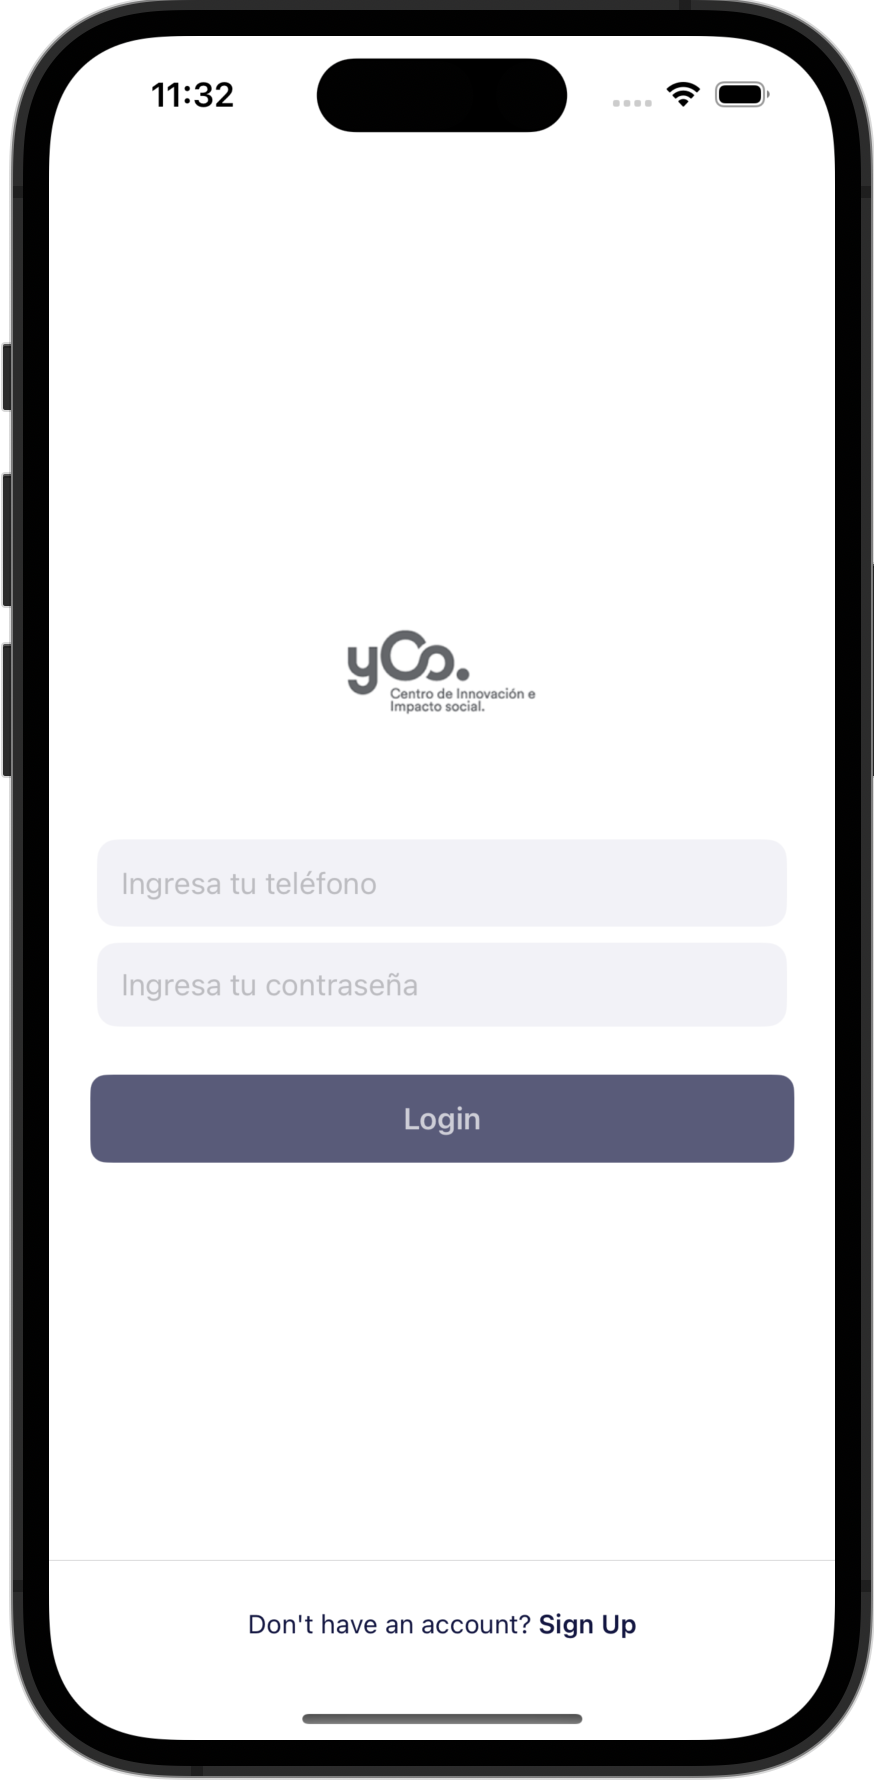 11:32
yCo.
Centro de Innovación e
Impacto social.
Ingresa tu teléfono
Ingresa tu contraseña
Login
Don't have an account? Sign Up